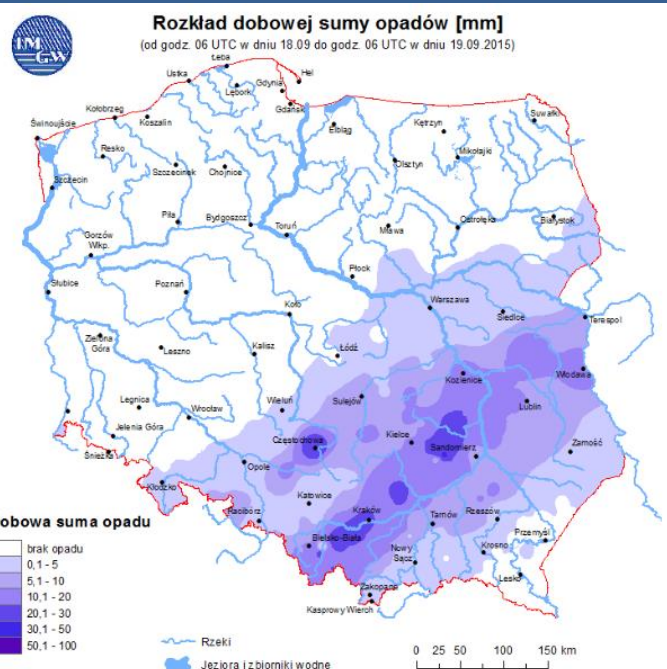 IM
GW
Rozkład dobowej sumy opadów [mm]
(od godz. 06 UTC w dniu 18.09 do godz. 06 UTC w dniu 19.09.2015)
Łeba
Hel
Ustka
Gdynia
Lębork
Gdańsk
Kołobrzeg
Koszalin
Świnoujście
Elbląg
Kętrzyn
Suwałki
Resko
Szczecinek
Chojnice
Olsztyn
Mikołajki
Szczecin
Piła
Bydgoszcz
Toruń
Mława
Ostrołęka
Białystok
Gorzów
Wlkp.
Płock
Słubice
Poznań
Koło
Warszawa
Siedlce
Terespol
Zielona
Góra
Leszno
Kalisz
Łódź
Kozienice
Włodawa
Legnica
Wrocław
Wieluń
Sulejów
Lublin
Jelenia Góra
Częstochowa
Kielce
Sandomierz
Zamość
Śnieżka
Opole
Kłodzko
Katowice
Racibórz
Kraków
Tarnów
Rzeszów
Przemyśl
Bielsko-Biała
Nowy
Sącz
Krosno
Lesko
Zakopane
Kasprowy Wierch
obowa suma opadu
brak opadu
0,1 - 5
5,1 - 10
10,1 - 20
20,1 - 30
30,1 - 50
50,1 - 100
Rzeki
Jeziora i zbiorniki wodne
0 25 50 100 150 km